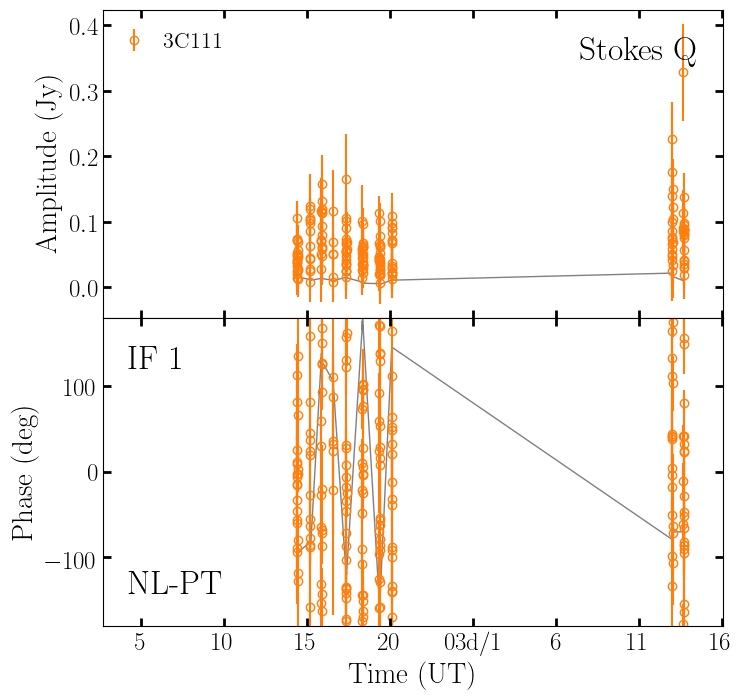 3C111
Stokes Q
0.4
0.3
0.2
0.1
0.0
Amplitude (Jy)
IF 1
NL-PT
100
0
−100
Phase (deg)
5 10 15 20 03d/1 6 11 16
Time (UT)